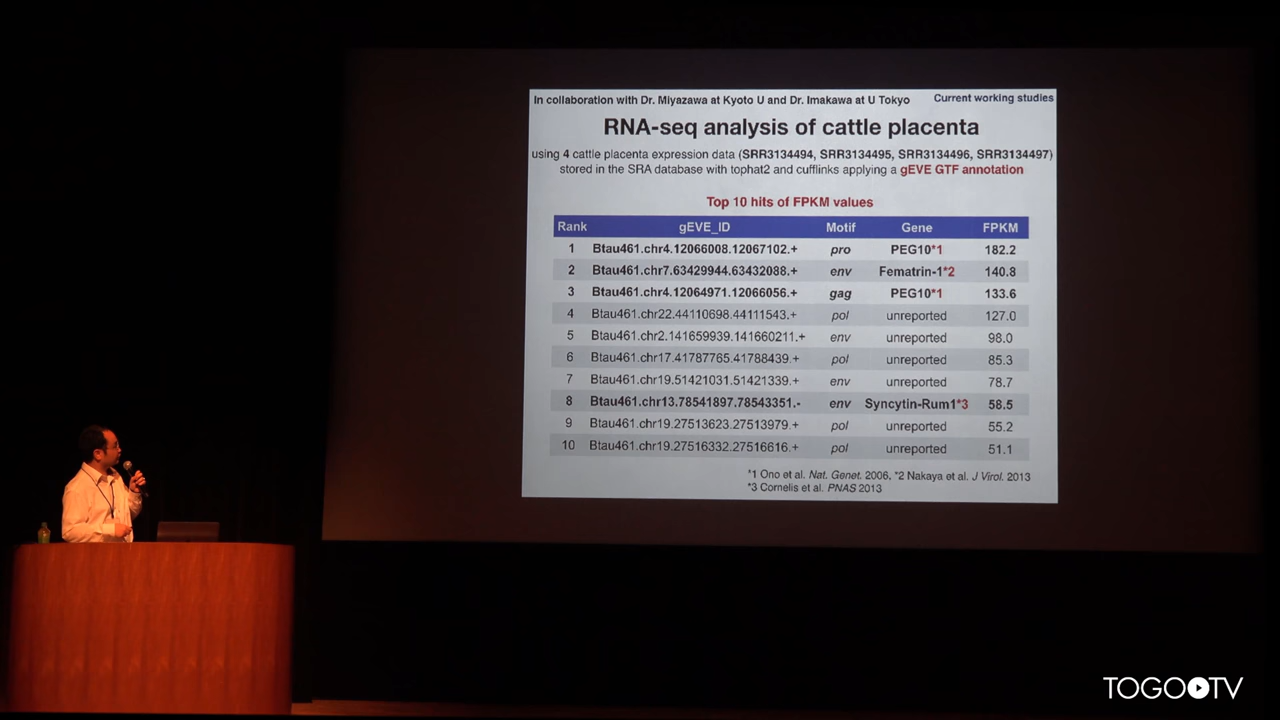 In collaboration with Dr. Miyazawa at Kyoto U and Dr. Imakawa at U Tokyo Current working studies
RNA-seq analysis of cattle placenta
using 4 cattle placenta expression data (SRR3134494, SRR3134495, SRR3134496, SRR3134497)
stored in the SRA database with tophat2 and cufflinks applying a gEVE GTF annotation
Top 10 hits of FPKM values
Rank gEVE_ID Motif Gene FPKM
1 Btau461.chr4.12066008.12067102.+ pro PEG10*1 182.2
2 Btau461.chr7.63429944.63432088.+ env Fematrin-1*2 140.8
3 Btau461.chr4.12064971.12066056.+ gag PEG10*1 133.6
4 Btau461.chr22.44110698.44111543.+ pol unreported 127.0
5 Btau461.chr2.141659939.141660211.+ env unreported 98.0
6 Btau461.chr17.41787765.41788439.+ pol unreported 85.3
7 Btau461.chr19.51421031.51421339.+ env unreported 78.7
8 Btau461.chr13.78541897.78543351.- env Syncytin-Rum1*3 58.5
9 Btau461.chr19.27513623.27513979.+ pol unreported 55.2
10 Btau461.chr19.27516332.27516616.+ pol unreported 51.1
*1 Ono et al. Nat. Genet. 2006, *2 Nakaya et al. J Virol. 2013
*3 Cornelis et al. PNAS 2013
TOGO TV